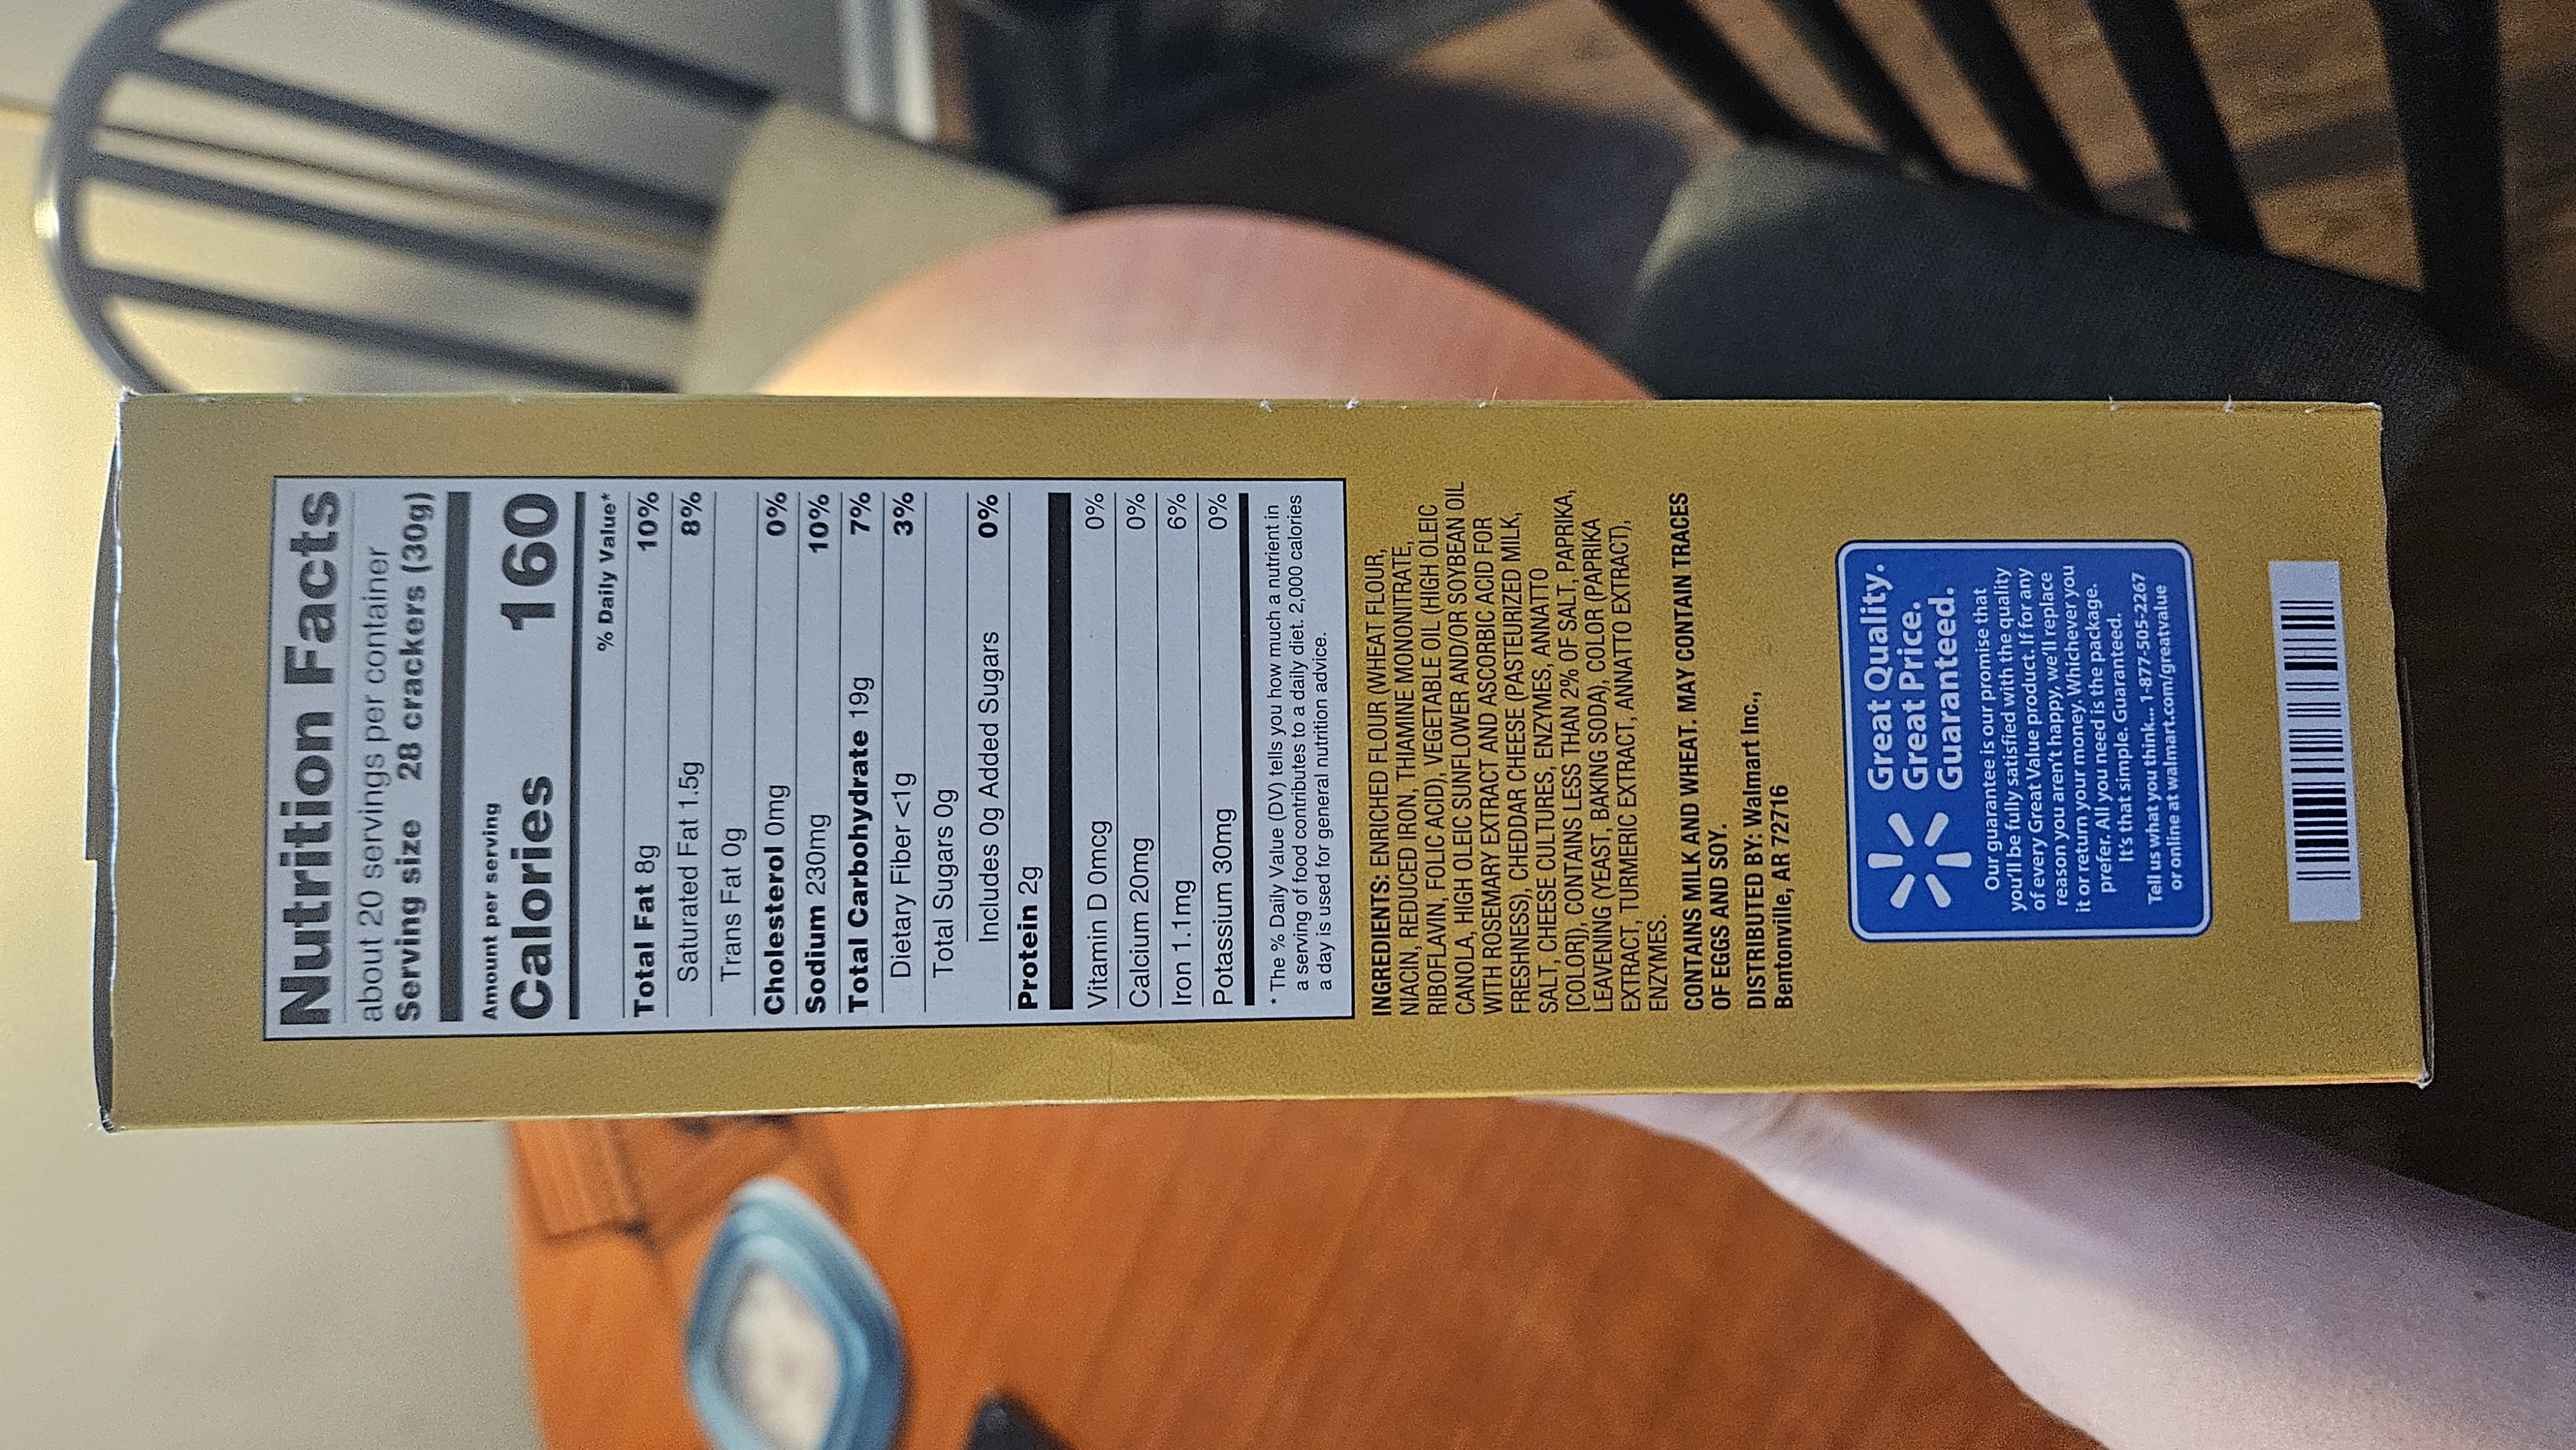 Nutrition Facts
about 20 servings per container
Serving size 28 crackers (30g)
Amount per serving
Calories 160
% Daily Value*
Total Fat 8g 10%
Saturated Fat 1.5g 8%
Trans Fat 0g
Cholesterol 0mg 0%
Sodium 230mg 10%
Total Carbohydrate 19g 7%
Dietary Fiber <1g 3%
Total Sugars 0g
Includes 0g Added Sugars 0%
Protein 2g
Vitamin D 0mcg 0%
Calcium 20mg 0%
Iron 1.1mg 6%
Potassium 30mg 0%
* The % Daily Value (DV) tells you how much a nutrient in
a serving of food contributes to a daily diet. 2,000 calories
a day is used for general nutrition advice.
INGREDIENTS: ENRICHED FLOUR (WHEAT FLOUR,
NIACIN, REDUCED IRON, THIAMINE MONONITRATE,
RIBOFLAVIN, FOLIC ACID), VEGETABLE OIL (HIGH OLEIC
CANOLA, HIGH OLEIC SUNFLOWER AND/OR SOYBEAN OIL
WITH ROSEMARY EXTRACT AND ASCORBIC ACID FOR
FRESHNESS), CHEDDAR CHEESE (PASTEURIZED MILK,
SALT, CHEESE CULTURES, ENZYMES, ANNATTO
[COLOR]), CONTAINS LESS THAN 2% OF SALT, PAPRIKA,
LEAVENING (YEAST, BAKING SODA), COLOR (PAPRIKA
EXTRACT, TURMERIC EXTRACT, ANNATTO EXTRACT),
ENZYMES.
CONTAINS MILK AND WHEAT. MAY CONTAIN TRACES
OF EGGS AND SOY.
DISTRIBUTED BY: Walmart Inc.,
Bentonville, AR 72716
Great Quality.
Great Price.
Guaranteed.
Our guarantee is our promise that
you'll be fully satisfied with the quality
of every Great Value product. If for any
reason you aren't happy, we'll replace
it or return your money. Whichever you
prefer. All you need is the package.
It's that simple. Guaranteed.
Tell us what you think... 1-877-505-2267
or online at walmart.com/greatvalue